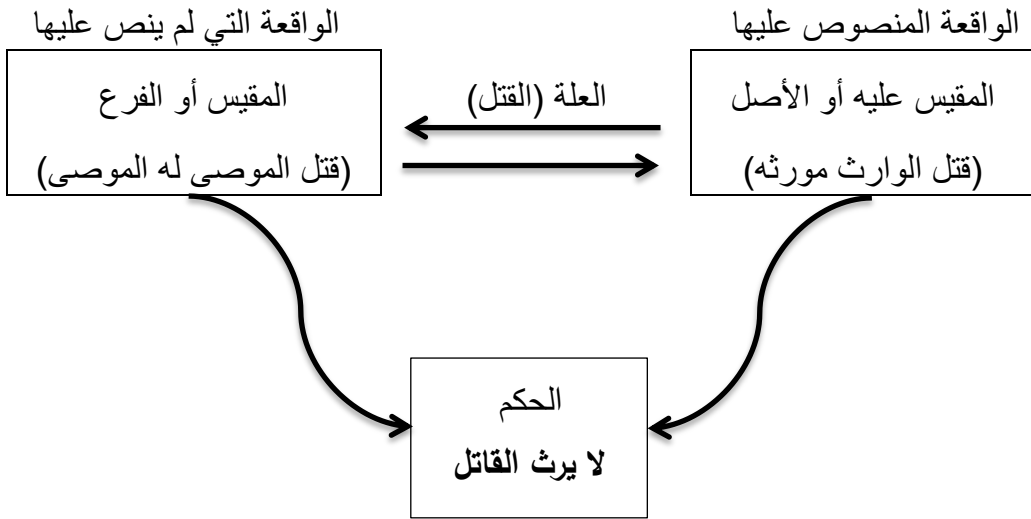 الواقعة المنصوص عليها
المقيس عليه أو الأصل
(قتل الوارث مورثه)
العلة (القتل)
الواقعة التي لم ينص عليها
المقيس أو الفرع
(قتل الموصى له الموصى)
الحكم
لا يرث القاتل